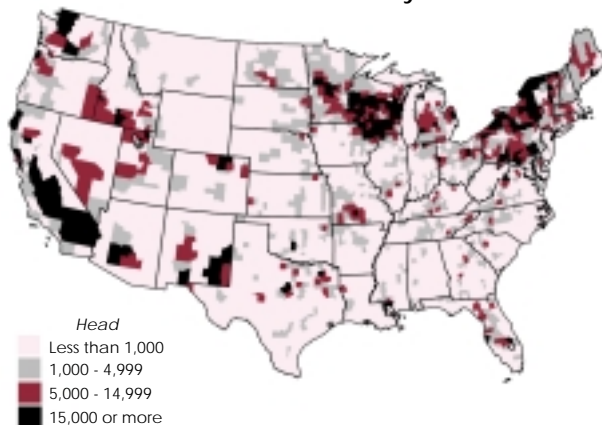 Head
Less than 1,000
1,000 - 4,999
5,000 - 14,999
15,000 or more